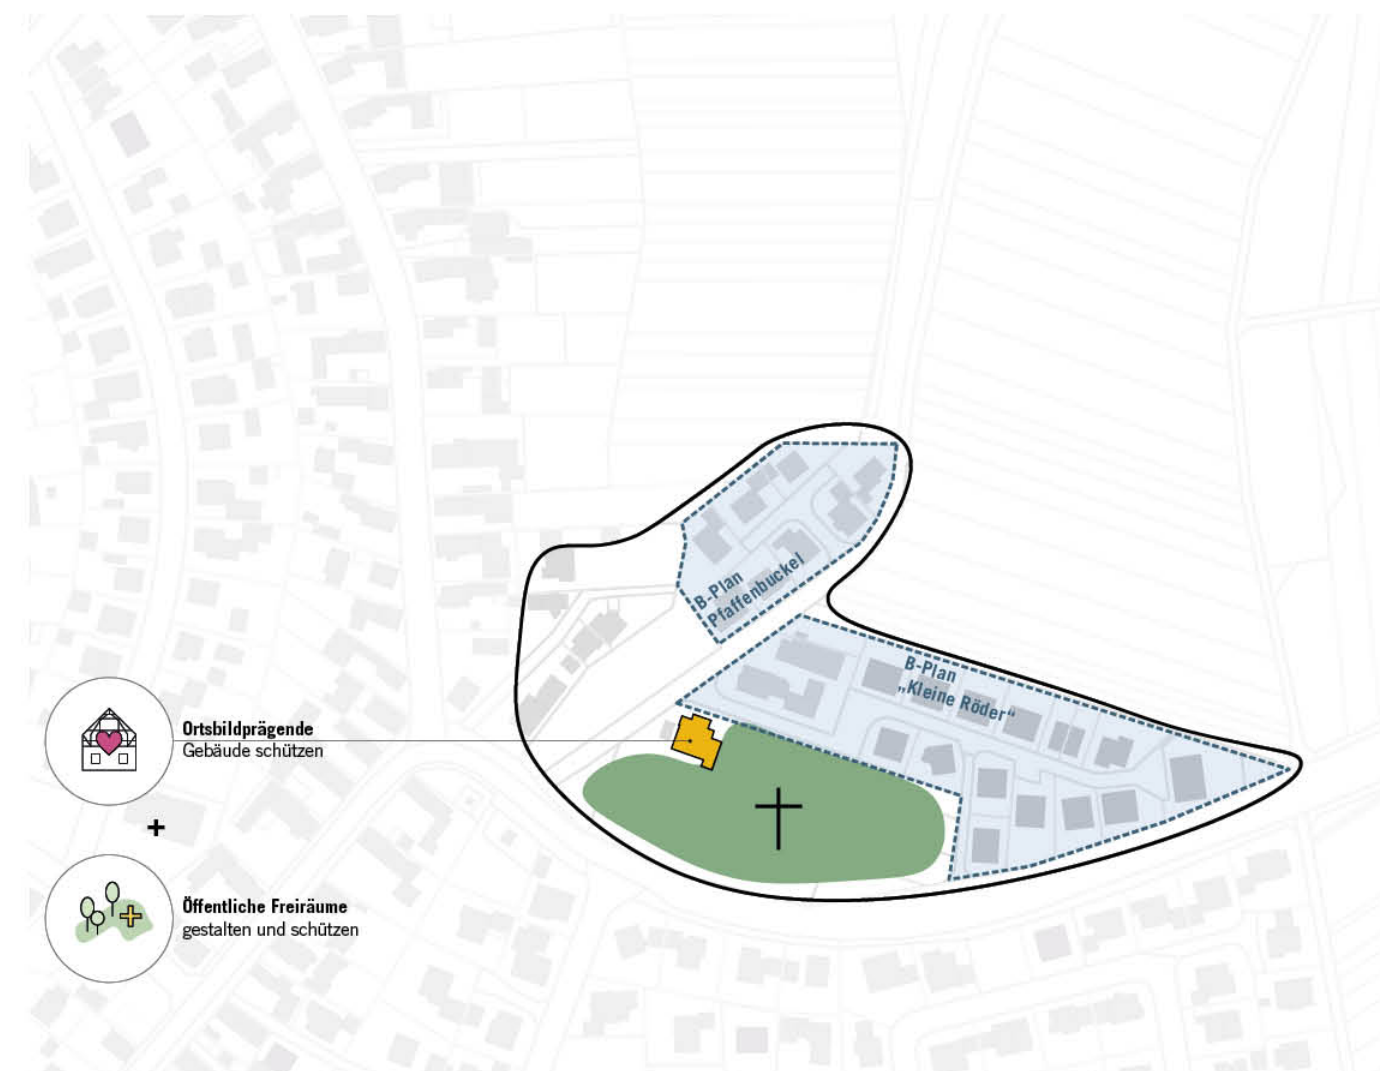 B-Plan
Pfaffenbuckel
B-Plan
„Kleine Röder“
Ortsbildprägende
Gebäude schützen
+
Öffentliche Freiräume
gestalten und schützen